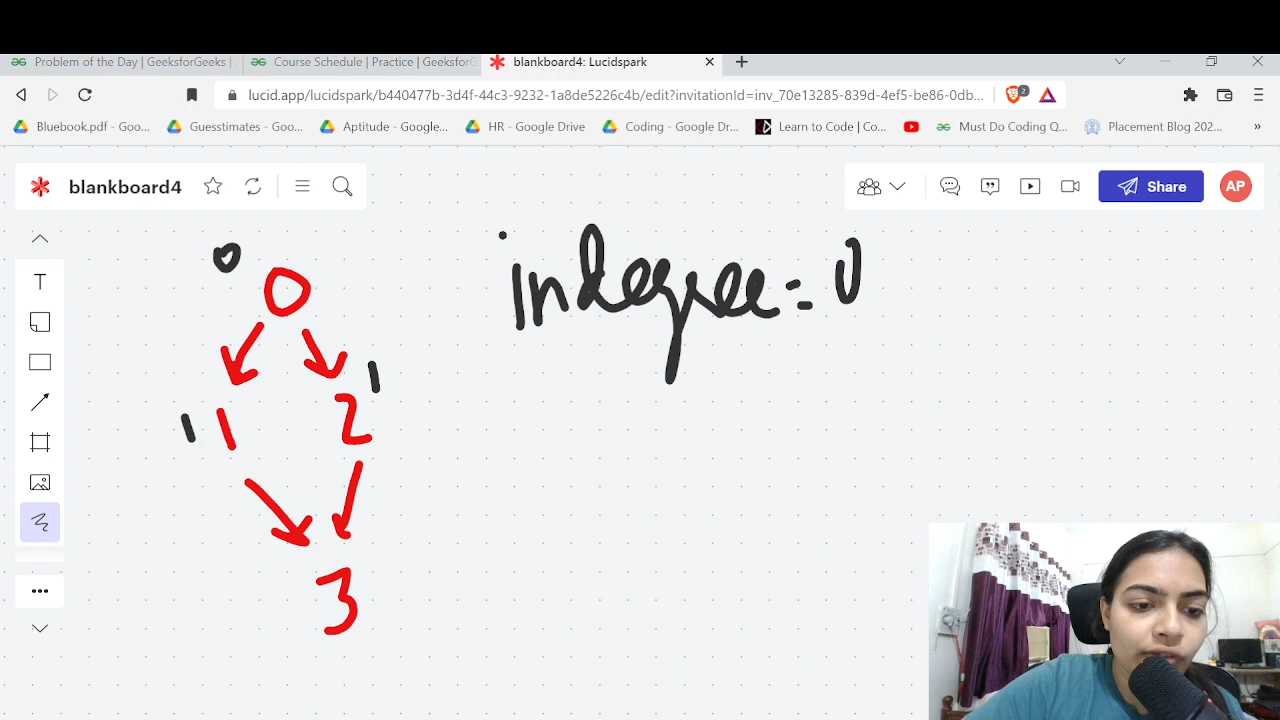 Problem of the Day | GeeksforGeeks |
Course Schedule | Practice | GeeksforG
blankboard4: Lucidspark
lucid.app/lucidspark/b440477b-3d4f-44c3-9232-1a8de5226c4b/edit?invitationId=inv_70e13285-839d-4ef5-be86-0db...
2
Bluebook.pdf - Goo...
Guestimates - Goo...
Aptitude - Google...
HR - Google Drive
Coding - Google Dr...
Learn to Code | Co...
Must Do Coding Q...
Placement Blog 202...
»
blankboard4
Share
AP
T
0
0
indegree = 0
1
1 1 2
3